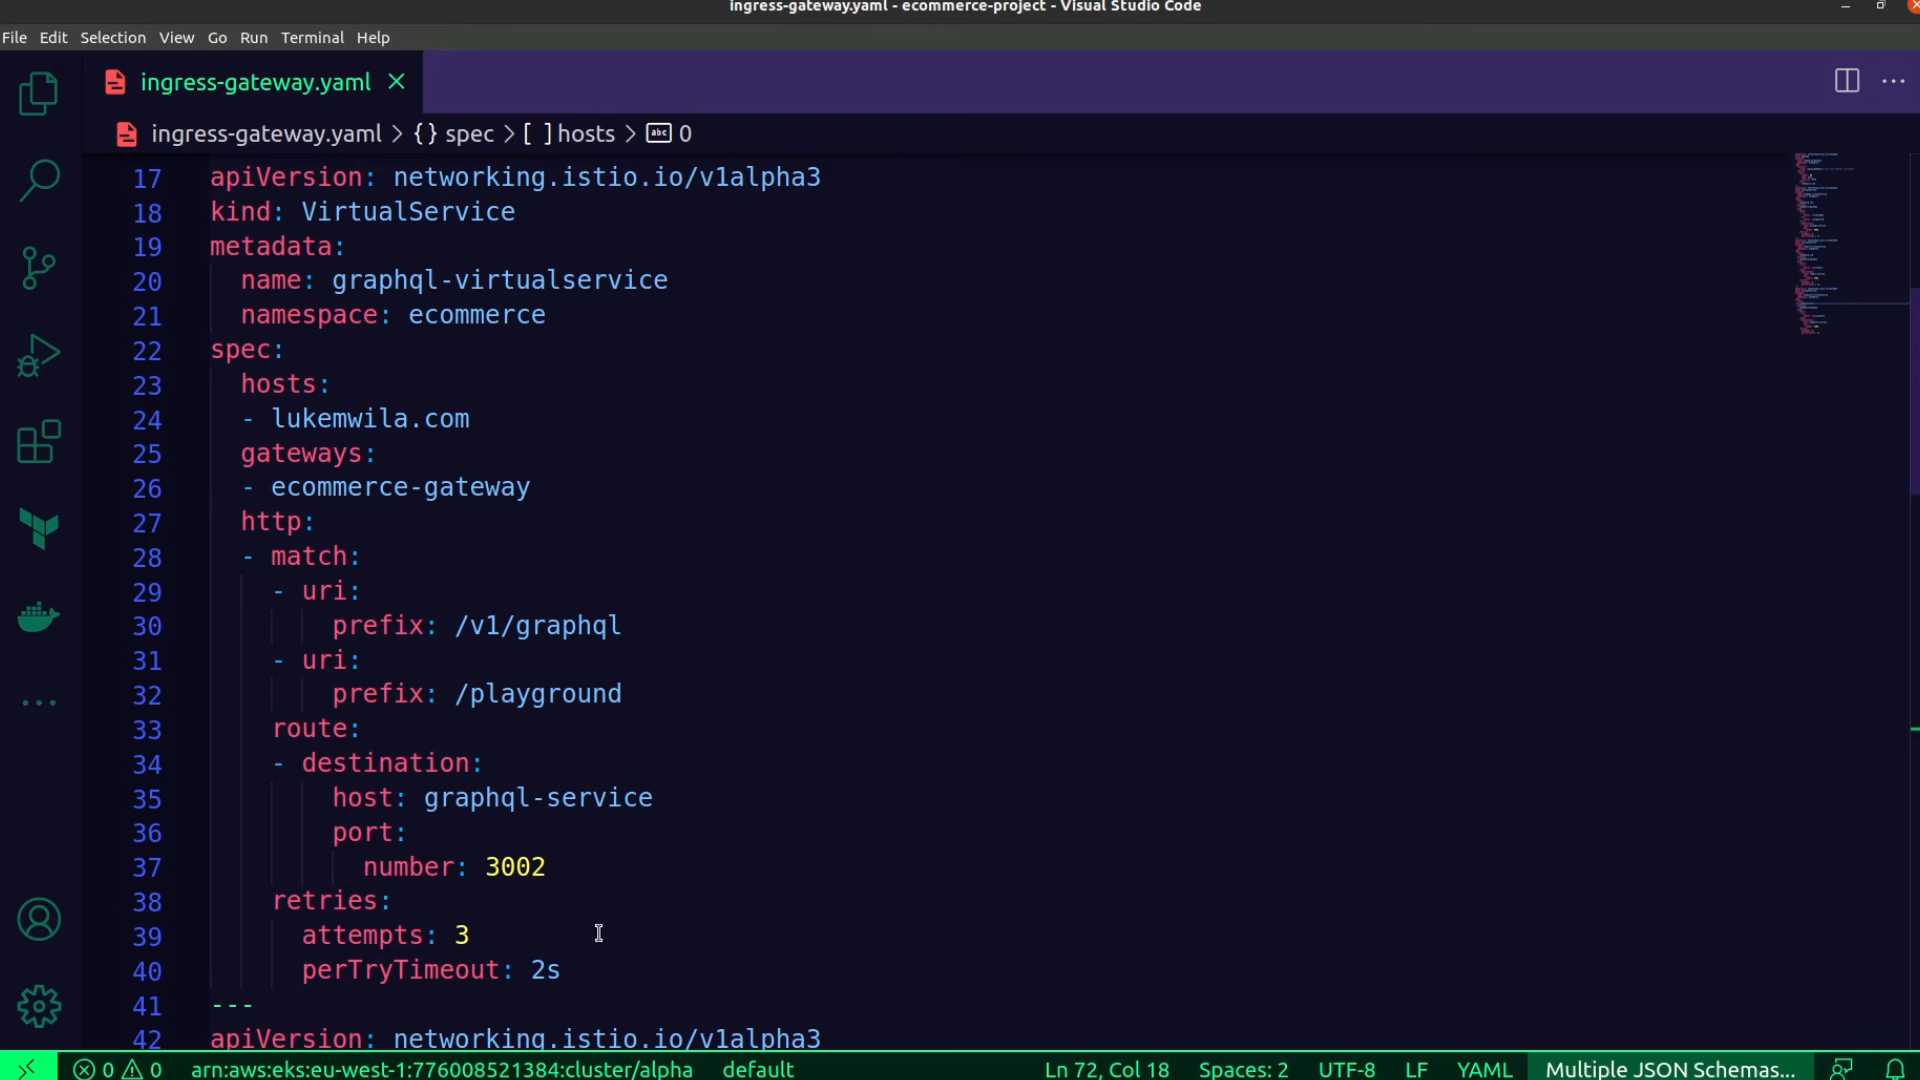 ingress-gateway.yaml - ecommerce-project - Visual Studio Code
File Edit Selection View Go Run Terminal Help
ingress-gateway.yaml
ingress-gateway.yaml > {} spec > [ ] hosts > abc 0
17 apiVersion: networking.istio.io/v1alpha3
18 kind: VirtualService
19 metadata:
20 name: graphql-virtualservice
21 namespace: ecommerce
22 spec:
23 hosts:
24 - lukemwila.com
25 gateways:
26 - ecommerce-gateway
27 http:
28 - match:
29 - uri:
30 prefix: /v1/graphql
31 - uri:
32 prefix: /playground
33 route:
34 - destination:
35 host: graphql-service
36 port:
37 number: 3002
38 retries:
39 attempts: 3
40 perTryTimeout: 2s
41 ---
42 apiVersion: networking.istio.io/v1alpha3
0 0 arn:aws:eks:eu-west-1:776008521384:cluster/alpha default Ln 72, Col 18 Spaces: 2 UTF-8 LF YAML Multiple JSON Schemas...